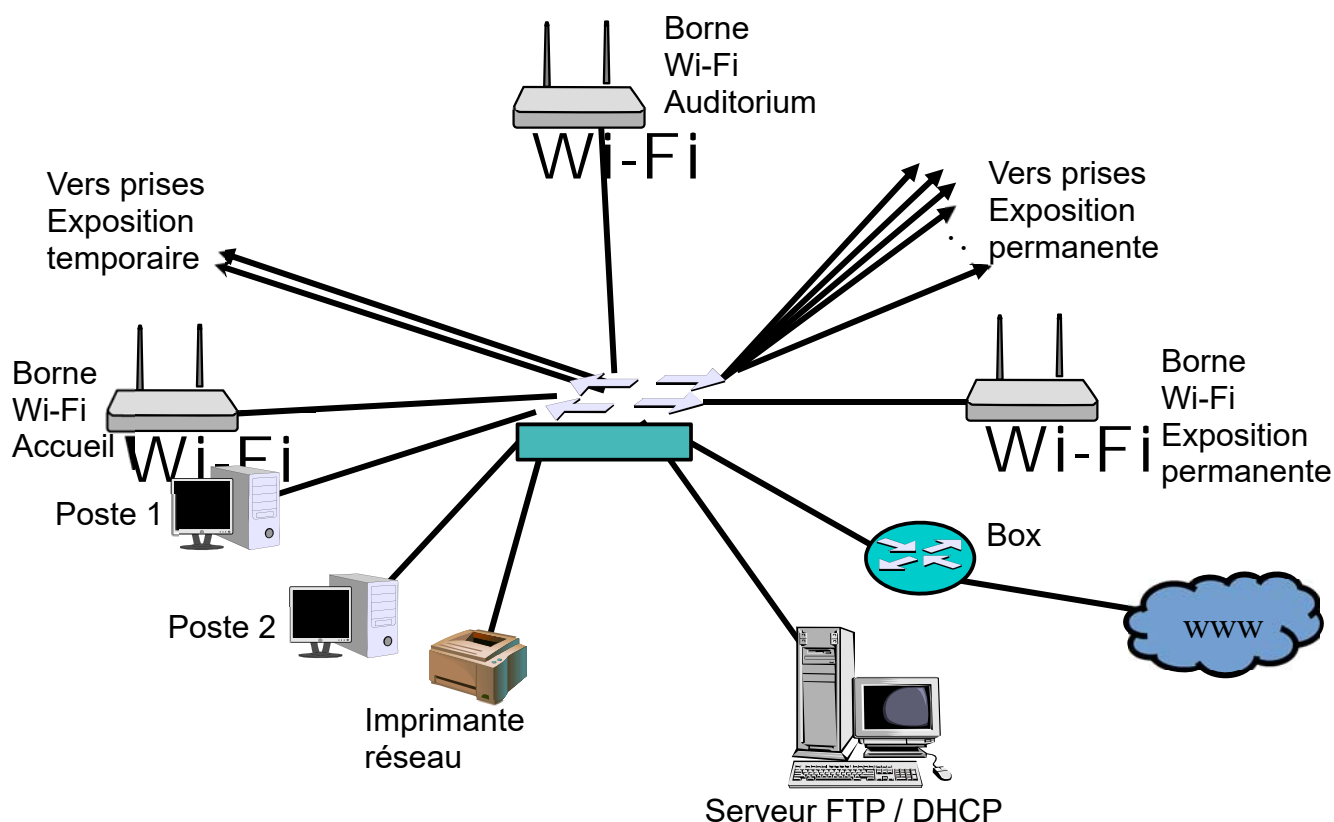 Borne
Wi-Fi
Auditorium
Wi-Fi
Vers prises
Exposition
temporaire
Vers prises
Exposition
permanente
Borne
Wi-Fi
Accueil
Wi-Fi
Wi-Fi
Borne
Wi-Fi
Exposition
permanente
Poste 1
Box
Poste 2
www
Imprimante
réseau
Serveur FTP / DHCP